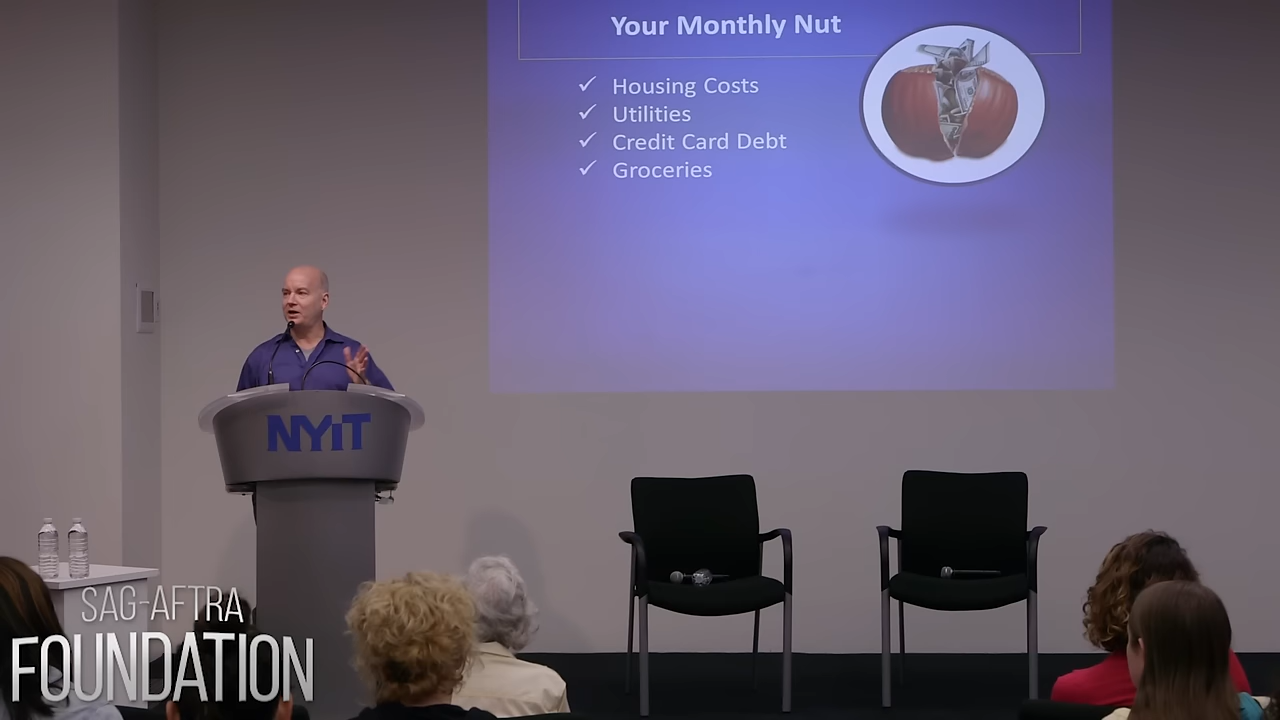 Your Monthly Nut
✓ Housing Costs
✓ Utilities
✓ Credit Card Debt
✓ Groceries
NYiT
SAG-AFTRA
FOUNDATION